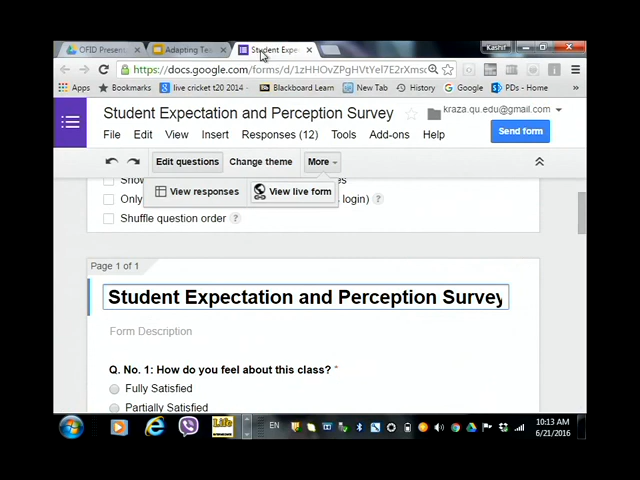 OFID Present
Adapting Tea
Student Expe
Kashif
https://docs.google.com/forms/d/1zHHOvZPgHVtYel7E2rXmsc
Apps
Bookmarks
live cricket t20 2014 -
Blackboard Learn
New Tab
History
Google
PDs - Home
Student Expectation and Perception Survey
kraza.qu.edu@gmail.com
File Edit View Insert Responses (12) Tools Add-ons Help
Send form
Edit questions Change theme More
Show
View responses View live form
Only
login) ?
Shuffle question order ?
Page 1 of 1
Student Expectation and Perception Survey
Form Description
Q. No. 1: How do you feel about this class? *
Fully Satisfied
Partially Satisfied
EN
10:13 AM
6/21/2016